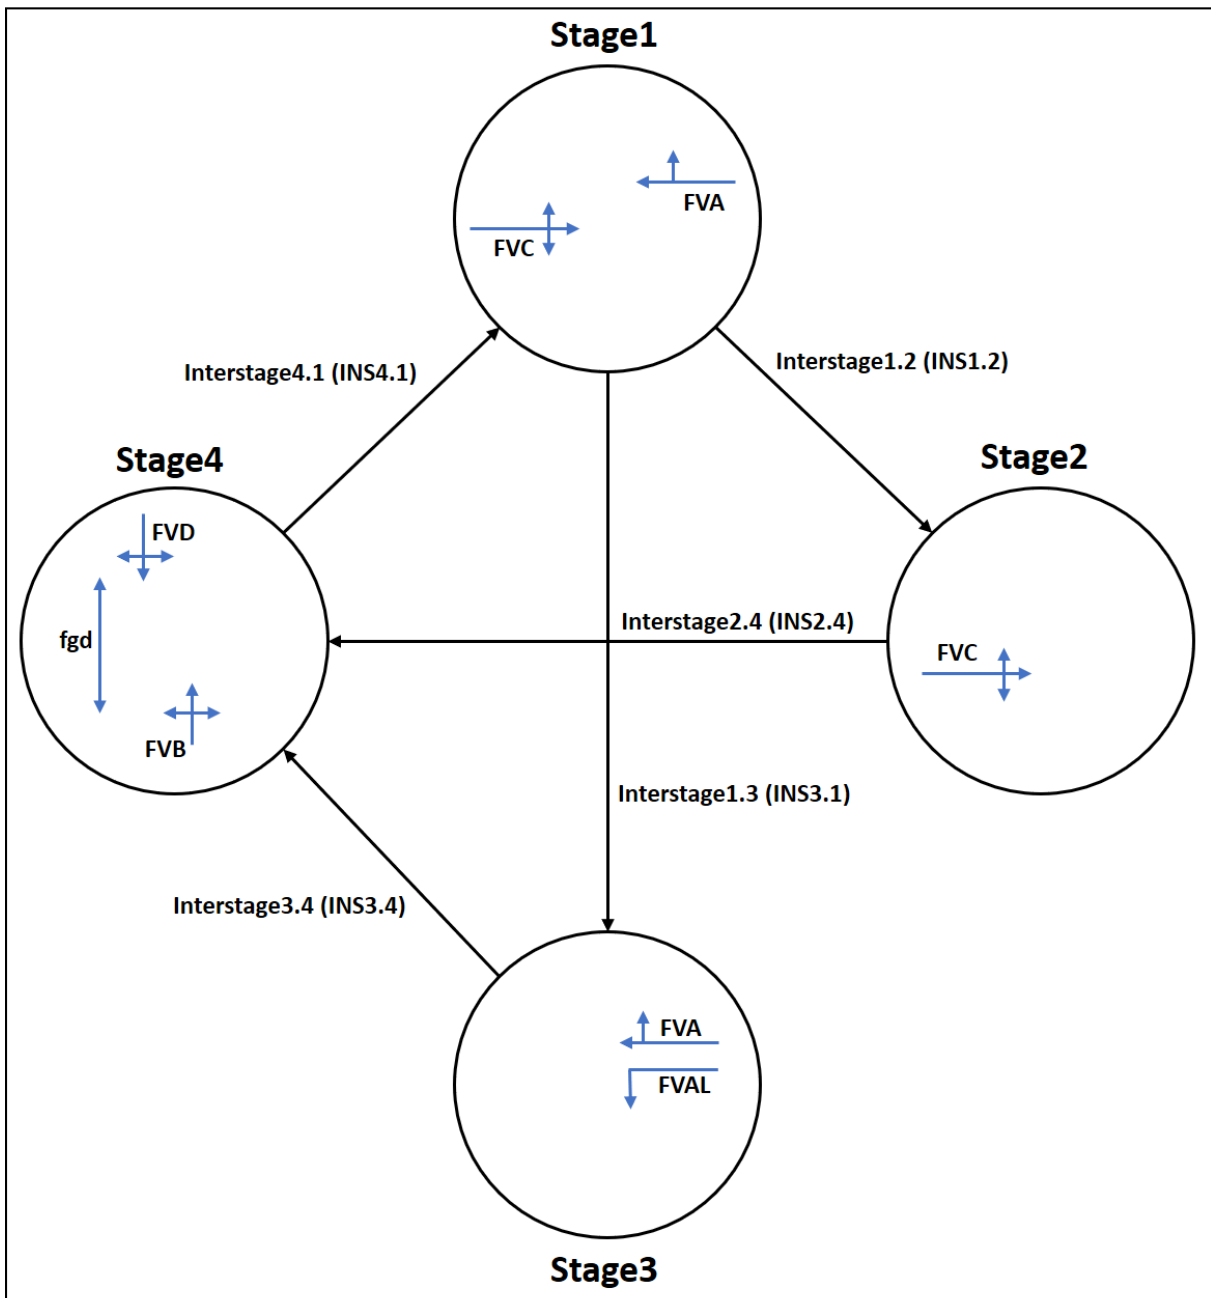 Stage1
FVA
FVC
Interstage4.1 (INS4.1)
Interstage1.2 (INS1.2)
Stage4
Stage2
FVD
fgd
FVB
Interstage2.4 (INS2.4)
FVC
Interstage1.3 (INS3.1)
Interstage3.4 (INS3.4)
FVA
FVAL
Stage3